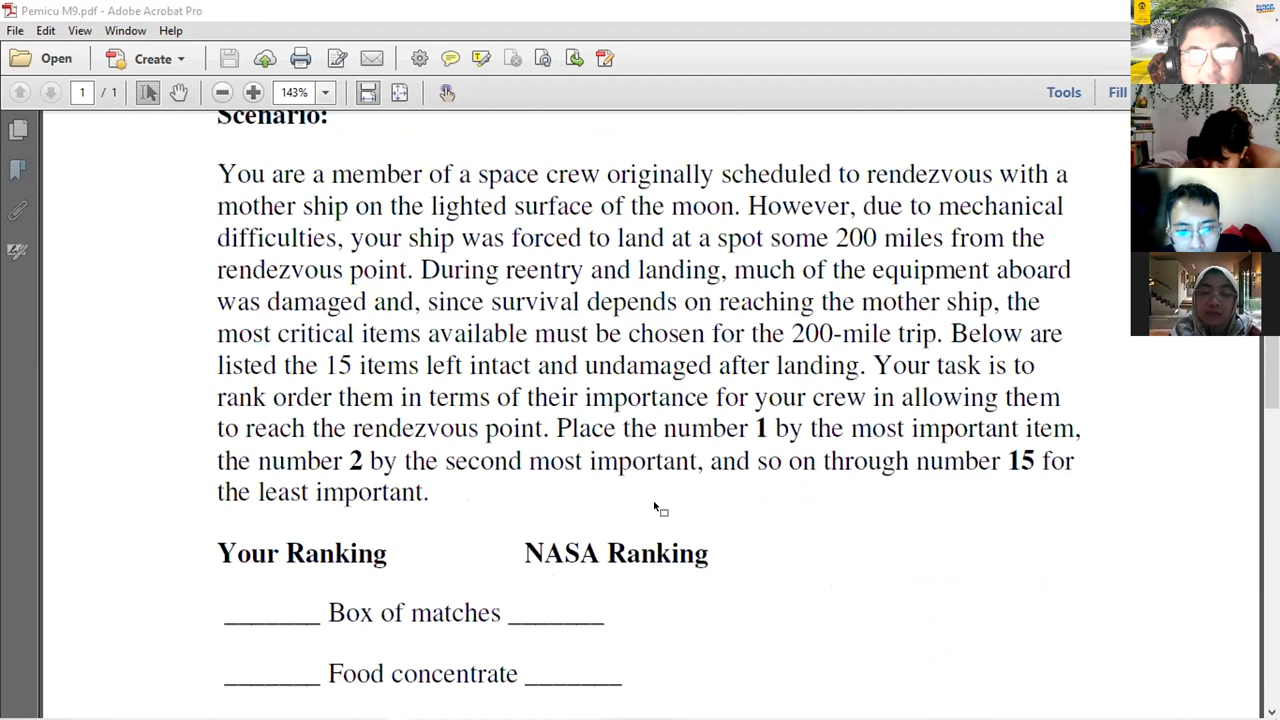 Pemicu M9.pdf - Adobe Acrobat Pro
File Edit View Window Help
Open Create
1 / 1 143% Tools Fill
Scenario:
You are a member of a space crew originally scheduled to rendezvous with a
mother ship on the lighted surface of the moon. However, due to mechanical
difficulties, your ship was forced to land at a spot some 200 miles from the
rendezvous point. During reentry and landing, much of the equipment aboard
was damaged and, since survival depends on reaching the mother ship, the
most critical items available must be chosen for the 200-mile trip. Below are
listed the 15 items left intact and undamaged after landing. Your task is to
rank order them in terms of their importance for your crew in allowing them
to reach the rendezvous point. Place the number 1 by the most important item,
the number 2 by the second most important, and so on through number 15 for
the least important.
Your Ranking NASA Ranking
_______ Box of matches _______
_______ Food concentrate _______